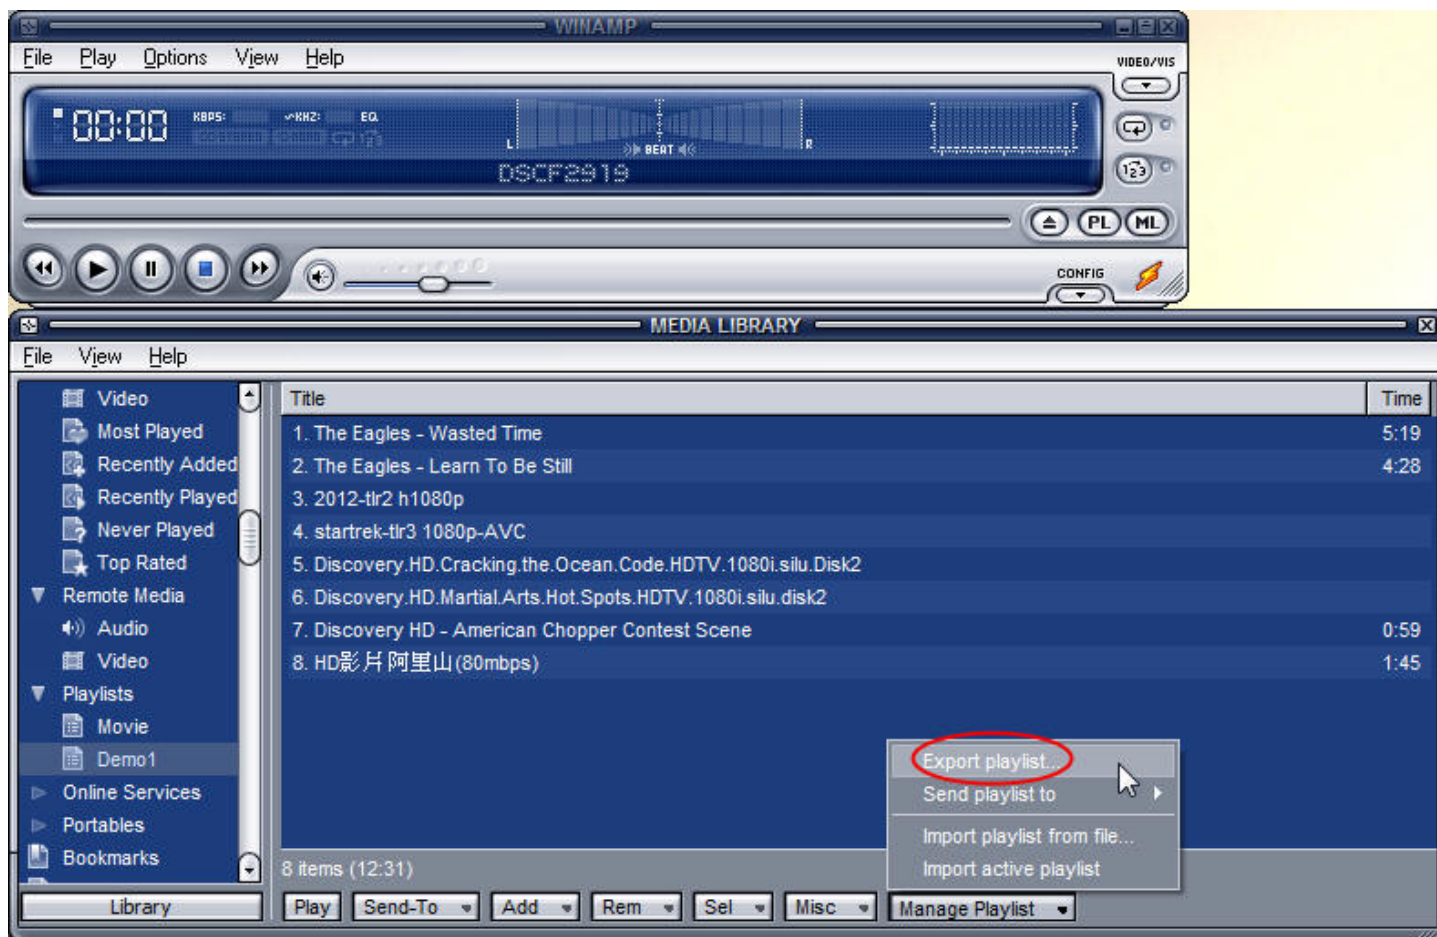 WINAMP
File Play Options View Help
VIDEO/VIS
00:00 KBPS: KHZ: EQ
L BEAT R
DSCF2919
123
PL ML
CONFIG
MEDIA LIBRARY
File View Help
Video
Most Played
Recently Added
Recently Played
Never Played
Top Rated
Remote Media
Audio
Video
Playlists
Movie
Demo1
Online Services
Portables
Bookmarks
Library
Title Time
1. The Eagles - Wasted Time 5:19
2. The Eagles - Learn To Be Still 4:28
3. 2012-tlr2 h1080p
4. startrek-tlr3 1080p-AVC
5. Discovery.HD.Cracking.the.Ocean.Code.HDTV.1080i.silu.Disk2
6. Discovery.HD.Martial.Arts.Hot.Spots.HDTV.1080i.silu.disk2
7. Discovery HD - American Chopper Contest Scene 0:59
8. HD影片阿里山(80mbps) 1:45
Export playlist...
Send playlist to
Import playlist from file...
Import active playlist
8 items (12:31)
Play Send-To Add Rem Sel Misc Manage Playlist